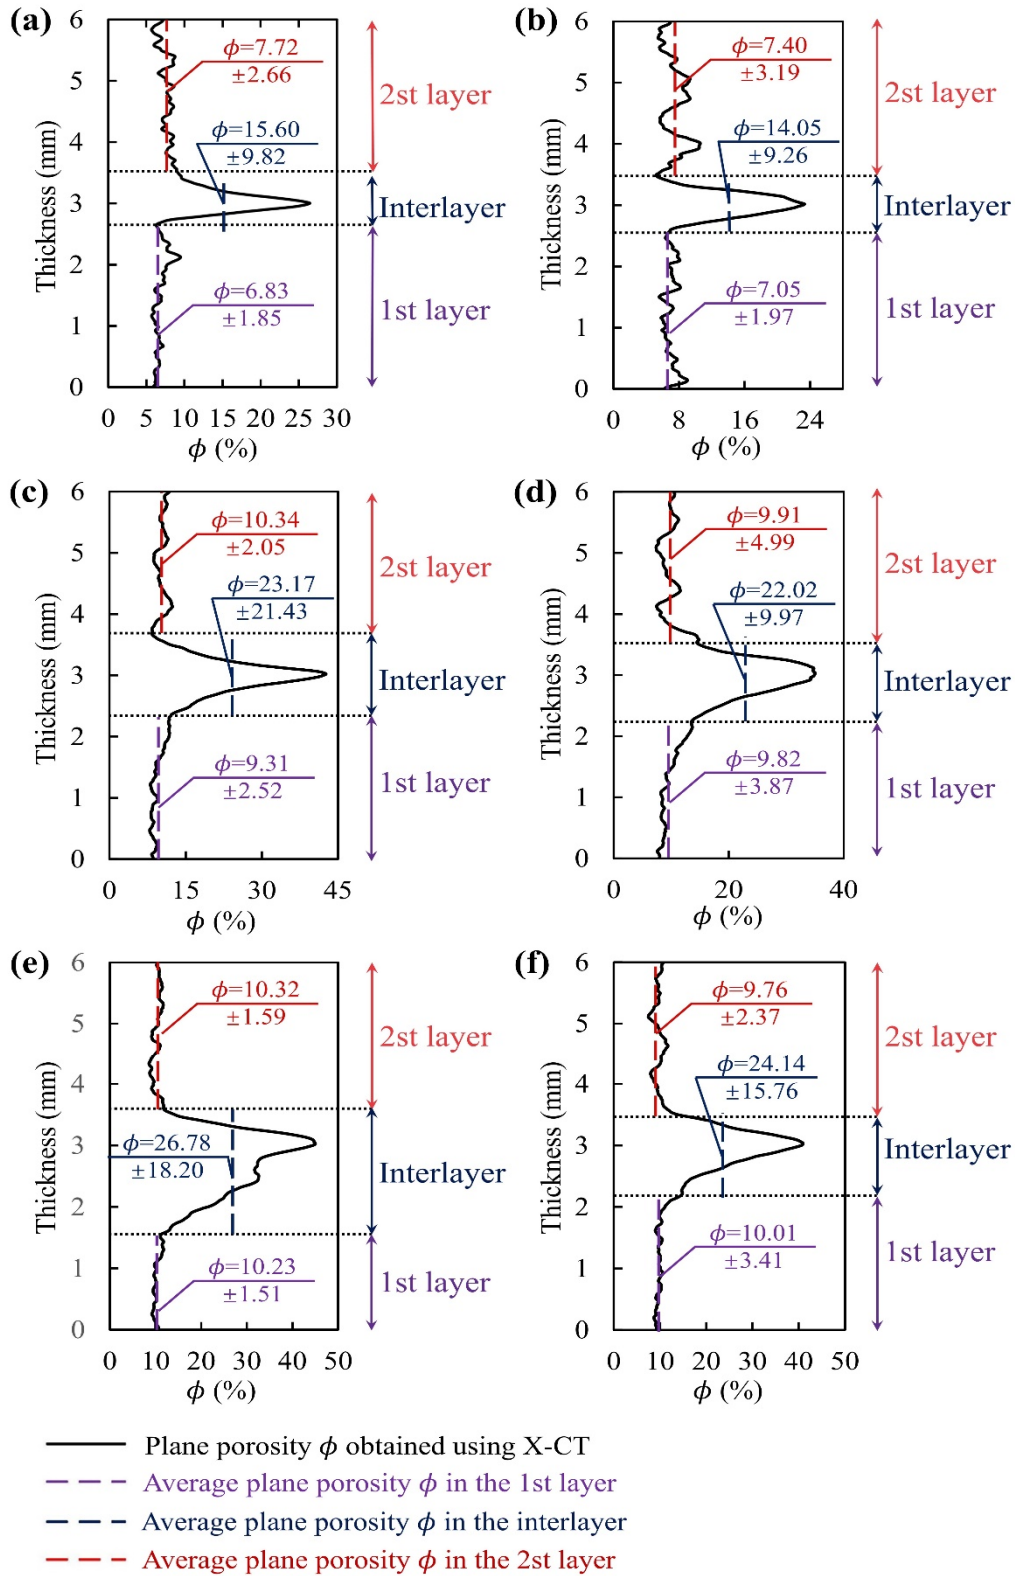 (a)
6
5
4
3
2
1
0
Thickness (mm)
ϕ=7.72
±2.66
ϕ=15.60
±9.82
ϕ=6.83
±1.85
2st layer
Interlayer
1st layer
0 5 10 15 20 25 30
ϕ (%)
(b)
6
5
4
3
2
1
0
Thickness (mm)
ϕ=7.40
±3.19
ϕ=14.05
±9.26
ϕ=7.05
±1.97
2st layer
Interlayer
1st layer
0 8 16 24
ϕ (%)
(c)
6
5
4
3
2
1
0
Thickness (mm)
ϕ=10.34
±2.05
ϕ=23.17
±21.43
ϕ=9.31
±2.52
2st layer
Interlayer
1st layer
0 15 30 45
ϕ (%)
(d)
6
5
4
3
2
1
0
Thickness (mm)
ϕ=9.91
±4.99
ϕ=22.02
±9.97
ϕ=9.82
±3.87
2st layer
Interlayer
1st layer
0 20 40
ϕ (%)
(e)
6
5
4
3
2
1
0
Thickness (mm)
ϕ=10.32
±1.59
ϕ=26.78
±18.20
ϕ=10.23
±1.51
2st layer
Interlayer
1st layer
0 10 20 30 40 50
ϕ (%)
(f)
6
5
4
3
2
1
0
Thickness (mm)
ϕ=9.76
±2.37
ϕ=24.14
±15.76
ϕ=10.01
±3.41
2st layer
Interlayer
1st layer
0 10 20 30 40 50
ϕ (%)
Plane porosity ϕ obtained using X-CT
Average plane porosity ϕ in the 1st layer
Average plane porosity ϕ in the interlayer
Average plane porosity ϕ in the 2st layer